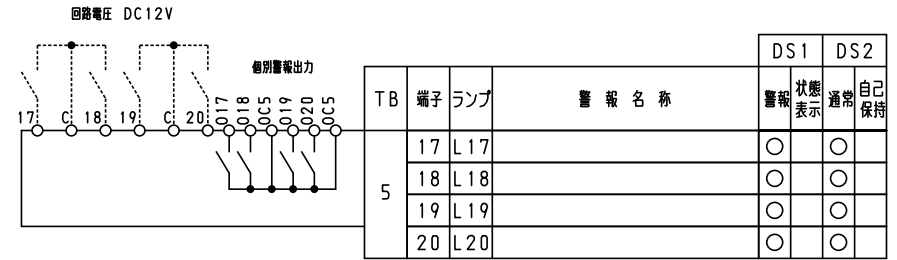 回路電圧 DC12V
個別警報出力
17 C 18 19 C 20 O17 O18 OC5 O19 O20 OC5
DS1 DS2
TB 端子 ランプ 警報名称 警報 状態表示 通常 自己保持
5
17 L17 ○ ○
18 L18 ○ ○
19 L19 ○ ○
20 L20 ○ ○